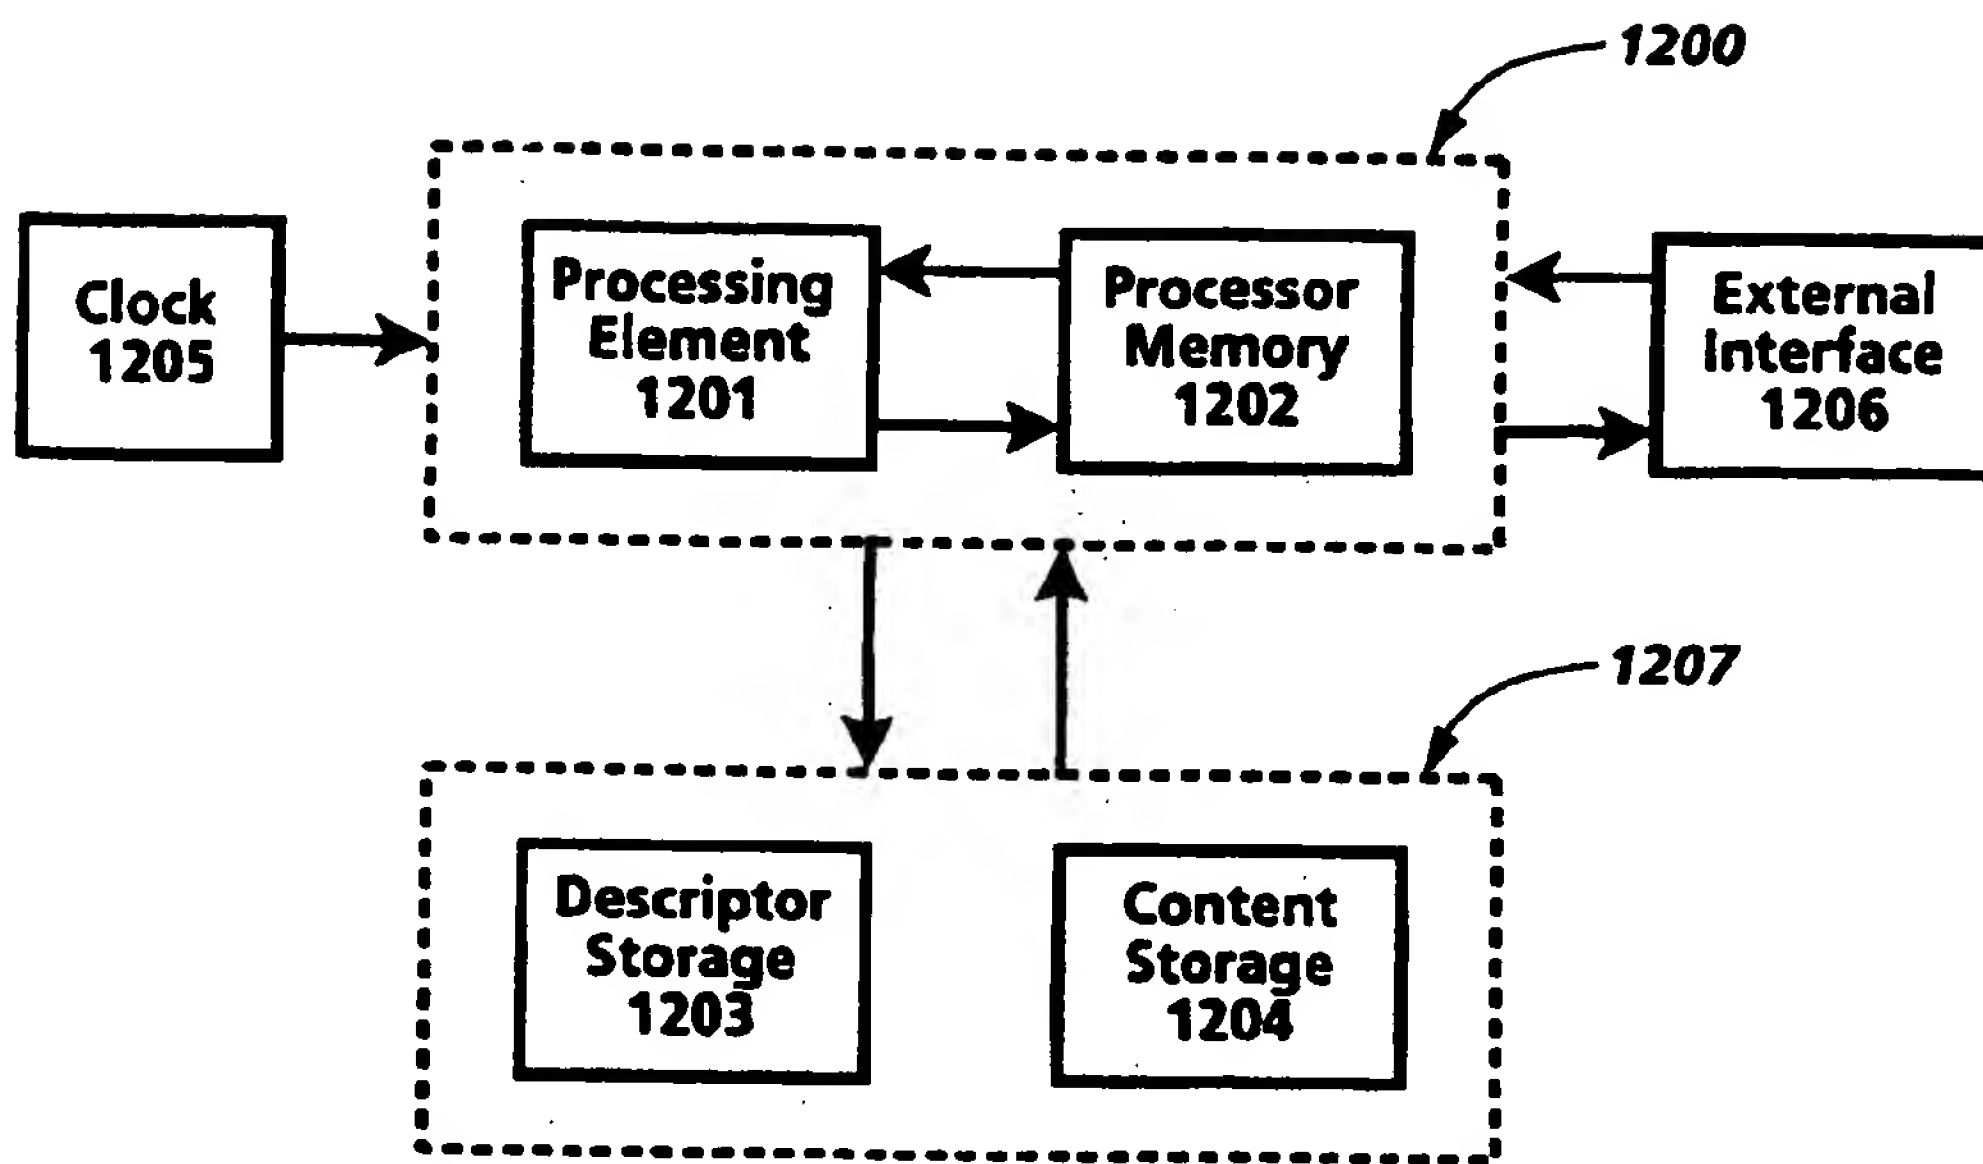 1200
Clock
1205
Processing
Element
1201
Processor
Memory
1202
External
Interface
1206
1207
Descriptor
Storage
1203
Content
Storage
1204